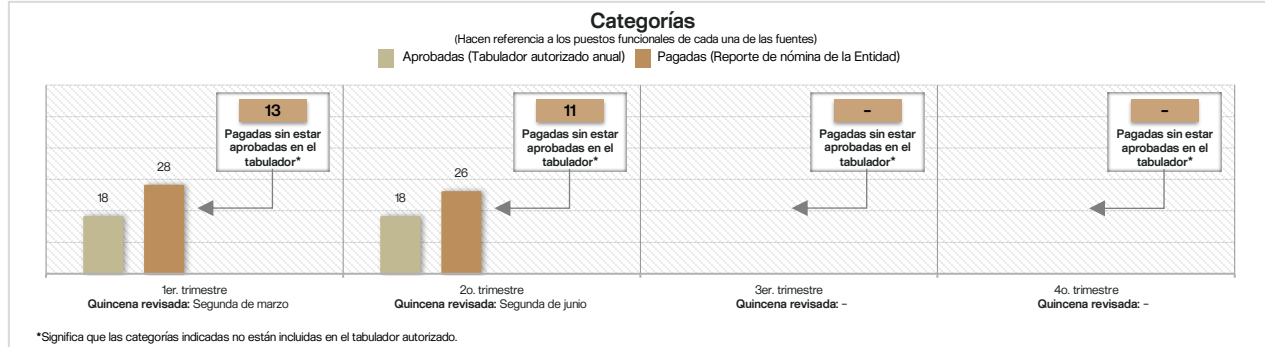 Categorías
(Hacen referencia a los puestos funcionales de cada una de las fuentes)
Aprobadas (Tabulador autorizado anual) Pagadas (Reporte de nómina de la Entidad)
13
Pagadas sin estar
aprobadas en el
tabulador*
11
Pagadas sin estar
aprobadas en el
tabulador*
-
Pagadas sin estar
aprobadas en el
tabulador*
-
Pagadas sin estar
aprobadas en el
tabulador*
18
28
18
26
1er. trimestre
Quincena revisada: Segunda de marzo
2o. trimestre
Quincena revisada: Segunda de junio
3er. trimestre
Quincena revisada: -
4o. trimestre
Quincena revisada: -
*Significa que las categorías indicadas no están incluidas en el tabulador autorizado.